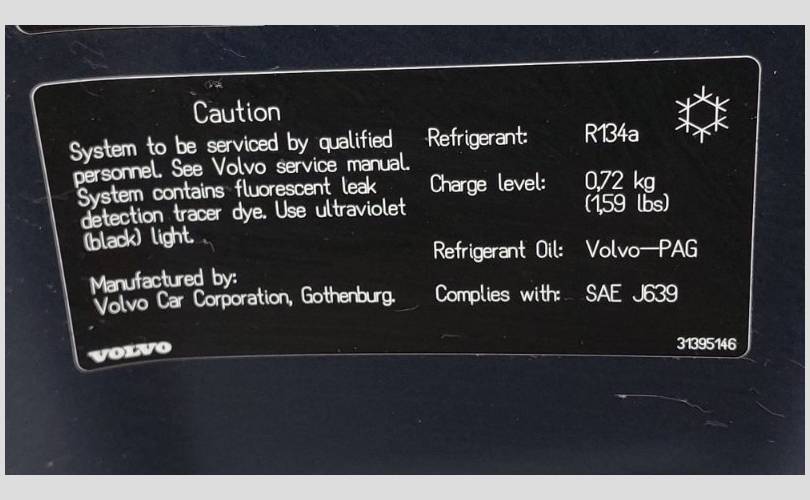 Caution
System to be serviced by qualified
personnel. See Volvo service manual.
System contains fluorescent leak
detection tracer dye. Use ultraviolet
(black) light.
Manufactured by:
Volvo Car Corporation, Gothenburg.
VOLVO
Refrigerant: R134a
Charge level: 0,72 kg
(1,59 lbs)
Refrigerant Oil: Volvo-PAG
Complies with: SAE J639
31395146